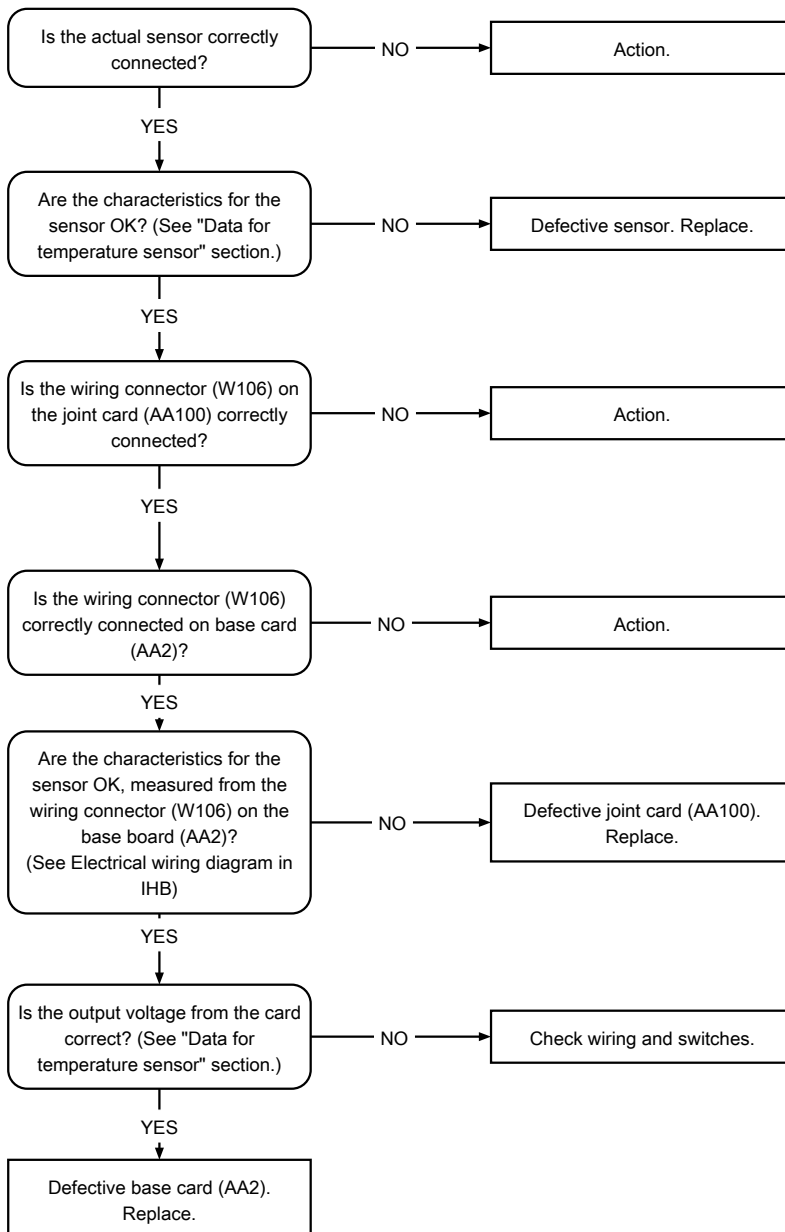 Is the actual sensor correctly
connected?
NO
Action.
YES
Are the characteristics for the
sensor OK? (See "Data for
temperature sensor" section.)
NO
Defective sensor. Replace.
YES
Is the wiring connector (W106) on
the joint card (AA100) correctly
connected?
NO
Action.
YES
Is the wiring connector (W106)
correctly connected on base card
(AA2)?
NO
Action.
YES
Are the characteristics for the
sensor OK, measured from the
wiring connector (W106) on the
base board (AA2)?
(See Electrical wiring diagram in
IHB)
NO
Defective joint card (AA100).
Replace.
YES
Is the output voltage from the card
correct? (See "Data for
temperature sensor" section.)
NO
Check wiring and switches.
YES
Defective base card (AA2).
Replace.